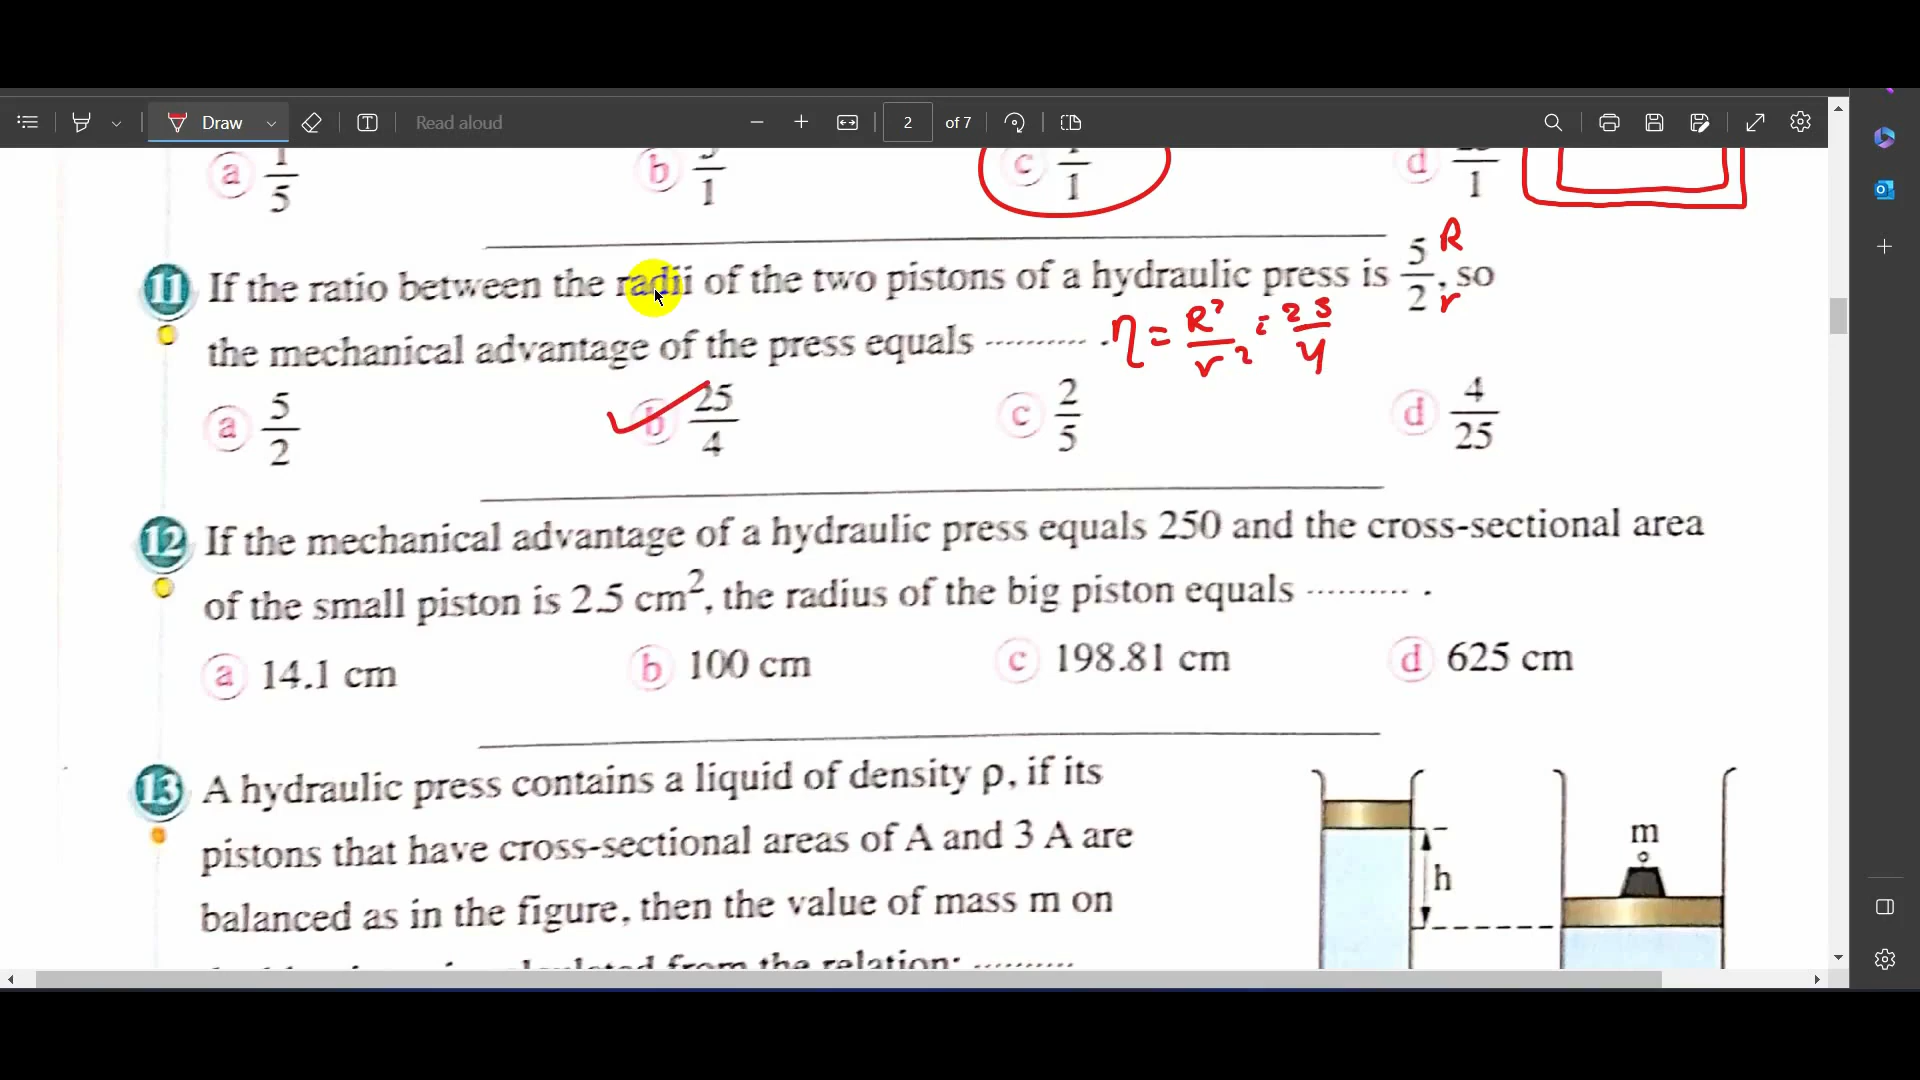 Draw
Read aloud
2 of 7
a 1/5
b /1
c /1
d /1
11 If the ratio between the radii of the two pistons of a hydraulic press is 5/2, so
R
r
the mechanical advantage of the press equals ---------- .
η = R²/r² = 25/4
a 5/2
b 25/4
c 2/5
d 4/25
12 If the mechanical advantage of a hydraulic press equals 250 and the cross-sectional area
of the small piston is 2.5 cm², the radius of the big piston equals ---------- .
a 14.1 cm
b 100 cm
c 198.81 cm
d 625 cm
13 A hydraulic press contains a liquid of density ρ, if its
pistons that have cross-sectional areas of A and 3 A are
balanced as in the figure, then the value of mass m on
from the relation: ----------
m
h